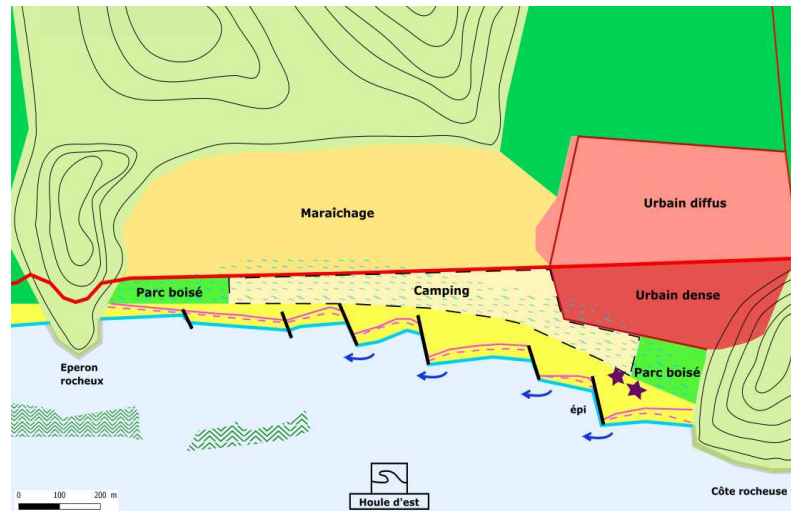 Urbain diffus
Maraîchage
Parc boisé
Camping
Urbain dense
Parc boisé
Eperon
rocheux
épi
Côte rocheuse
0 100 200 m
Houle d'est